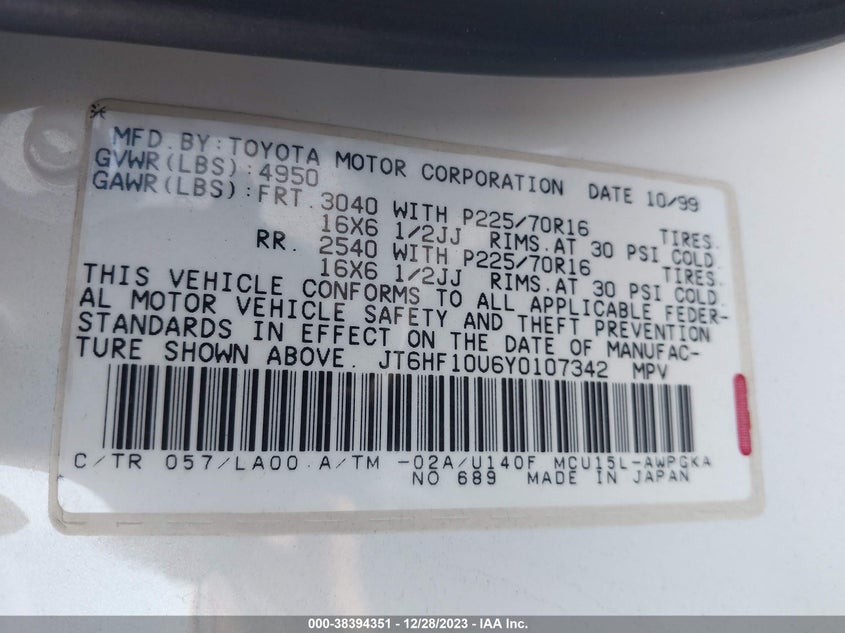 MFD.BY:TOYOTA MOTOR CORPORATION DATE 10/99
GVWR(LBS):4950
GAWR(LBS):FRT.3040 WITH P225/70R16 TIRES.
16X6 1/2JJ RIMS.AT 30 PSI COLD.
RR. 2540 WITH P225/70R16 TIRES.
16X6 1/2JJ RIMS.AT 30 PSI COLD.
THIS VEHICLE CONFORMS TO ALL APPLICABLE FEDER-
AL MOTOR VEHICLE SAFETY AND THEFT PREVENTION
STANDARDS IN EFFECT ON THE DATE OF MANUFAC-
TURE SHOWN ABOVE. JT6HF10U6Y0107342 MPV
C/TR 057/LA00 A/TM -02A/U140F MCU15L-AWPGKA
NO 689 MADE IN JAPAN
000-38394351 - 12/28/2023 - IAA Inc.